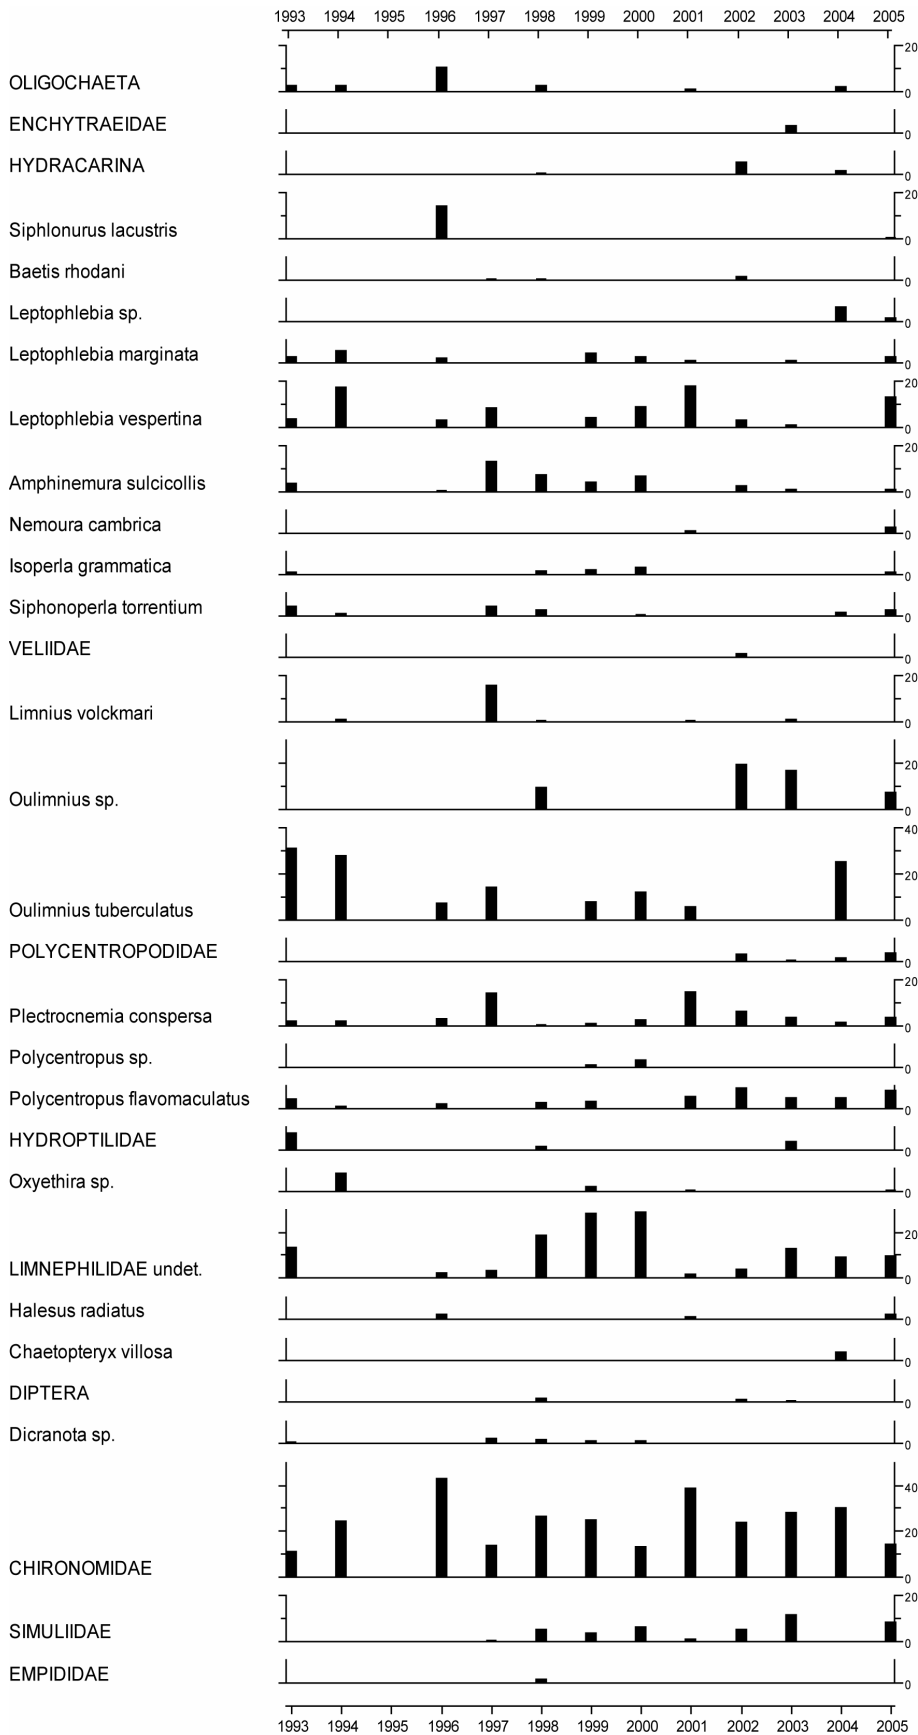 1993 1994 1995 1996 1997 1998 1999 2000 2001 2002 2003 2004 2005
20
OLIGOCHAETA 0
ENCHYTRAEIDAE 0
HYDRACARINA 0
20
Siphlonurus lacustris 0
Baetis rhodani 0
Leptophlebia sp. 0
Leptophlebia marginata 0
20
Leptophlebia vespertina 0
20
Amphinemura sulcicollis 0
Nemoura cambrica 0
Isoperla grammatica 0
Siphonoperla torrentium 0
VELIIDAE 0
20
Limnius volckmari 0
20
Oulimnius sp. 0
40
20
Oulimnius tuberculatus 0
POLYCENTROPODIDAE 0
20
Plectrocnemia conspersa 0
Polycentropus sp. 0
Polycentropus flavomaculatus 0
HYDROPTILIDAE 0
Oxyethira sp. 0
20
LIMNEPHILIDAE undet. 0
Halesus radiatus 0
Chaetopteryx villosa 0
DIPTERA 0
Dicranota sp. 0
40
20
CHIRONOMIDAE 0
20
SIMULIIDAE 0
EMPIDIDAE 0
1993 1994 1995 1996 1997 1998 1999 2000 2001 2002 2003 2004 2005